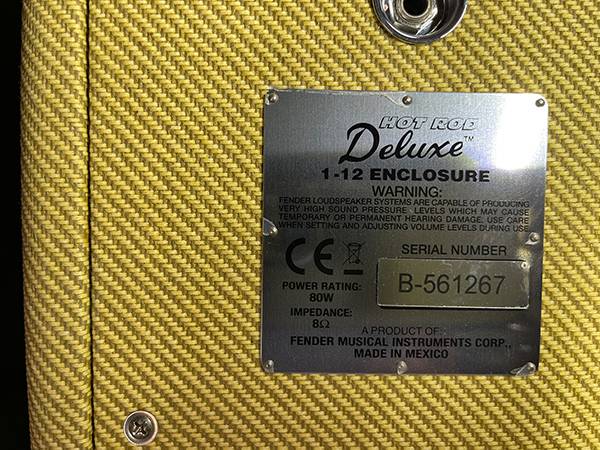 HOT ROD
Deluxe™
1-12 ENCLOSURE
WARNING:
FENDER LOUDSPEAKER SYSTEMS ARE CAPABLE OF PRODUCING
VERY HIGH SOUND PRESSURE LEVELS WHICH MAY CAUSE
TEMPORARY OR PERMANENT HEARING DAMAGE. USE CARE
WHEN SETTING AND ADJUSTING VOLUME LEVELS DURING USE
CE
SERIAL NUMBER
B-561267
POWER RATING:
80W
IMPEDANCE:
8Ω
A PRODUCT OF:
FENDER MUSICAL INSTRUMENTS CORP.,
MADE IN MEXICO